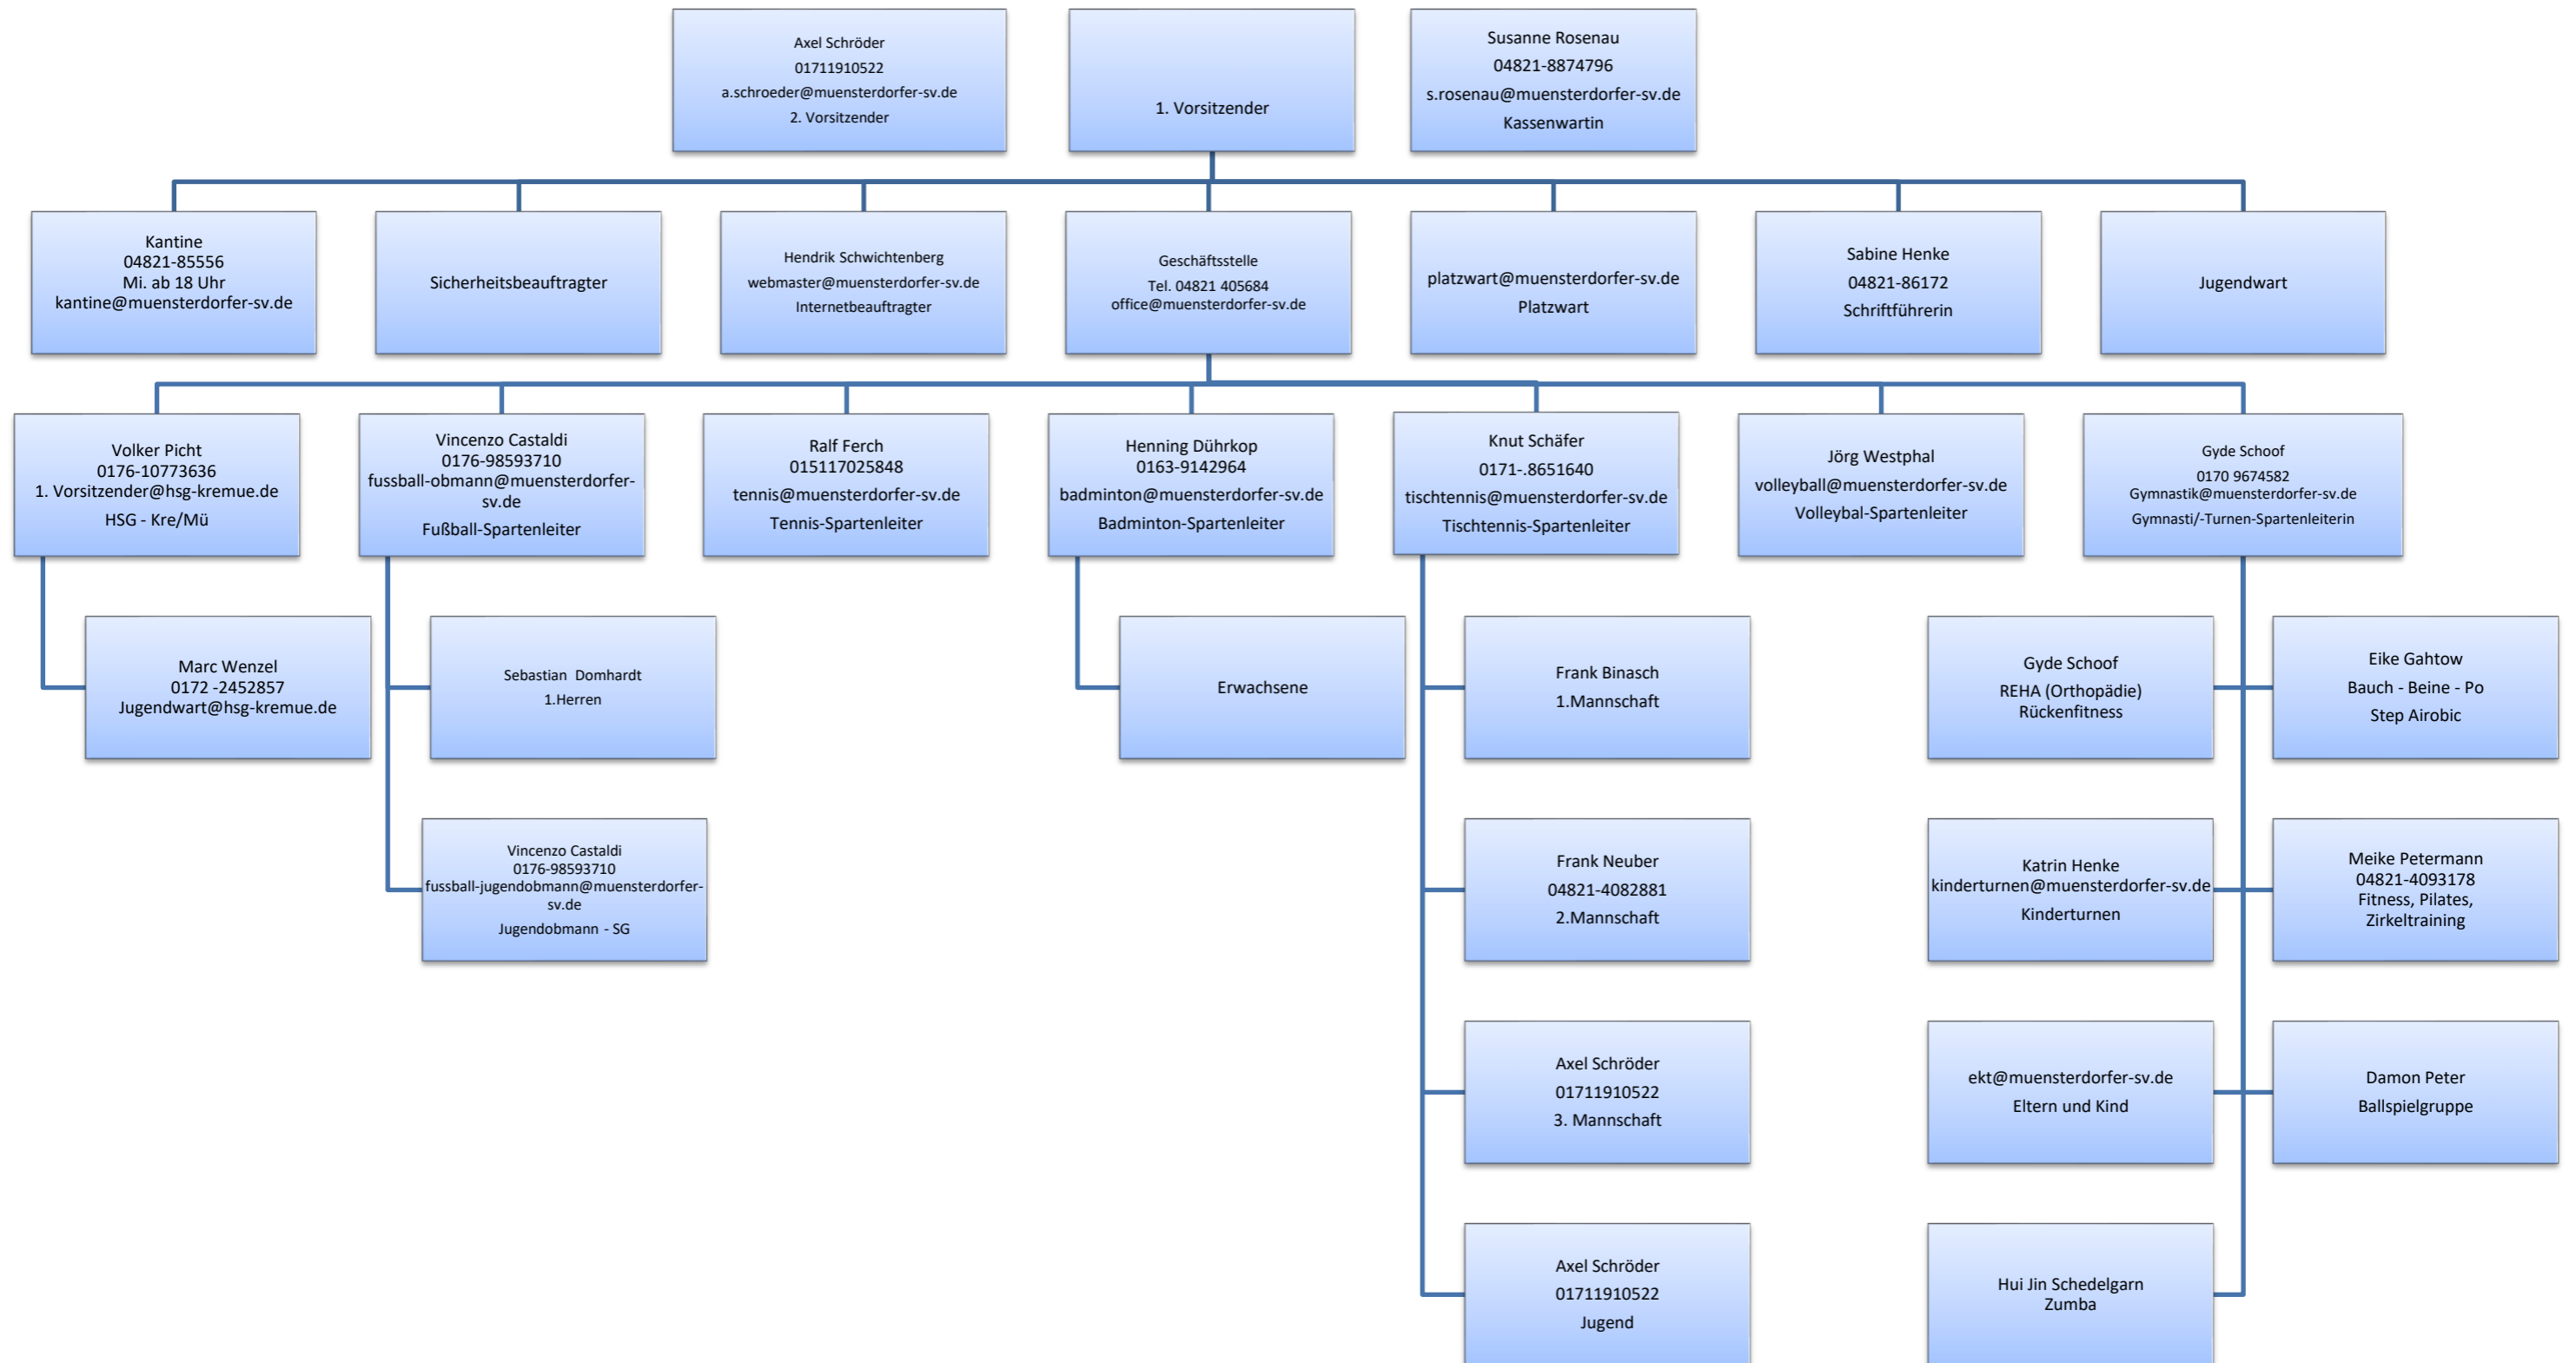 Axel Schröder
01711910522
a.schroeder@muensterdorfer-sv.de
2. Vorsitzender
1. Vorsitzender
Susanne Rosenau
04821-8874796
s.rosenau@muensterdorfer-sv.de
Kassenwartin
Kantine
04821-85556
Mi. ab 18 Uhr
kantine@muensterdorfer-sv.de
Sicherheitsbeauftragter
Hendrik Schwichtenberg
webmaster@muensterdorfer-sv.de
Internetbeauftragter
Geschäftsstelle
Tel. 04821 405684
office@muensterdorfer-sv.de
platzwart@muensterdorfer-sv.de
Platzwart
Sabine Henke
04821-86172
Schriftführerin
Jugendwart
Volker Picht
0176-10773636
1. Vorsitzender@hsg-kremue.de
HSG - Kre/Mü
Vincenzo Castaldi
0176-98593710
fussball-obmann@muensterdorfer-
sv.de
Fußball-Spartenleiter
Ralf Ferch
015117025848
tennis@muensterdorfer-sv.de
Tennis-Spartenleiter
Henning Dührkop
0163-9142964
badminton@muensterdorfer-sv.de
Badminton-Spartenleiter
Knut Schäfer
0171-.8651640
tischtennis@muensterdorfer-sv.de
Tischtennis-Spartenleiter
Jörg Westphal
volleyball@muensterdorfer-sv.de
Volleybal-Spartenleiter
Gyde Schoof
0170 9674582
Gymnastik@muensterdorfer-sv.de
Gymnasti/-Turnen-Spartenleiterin
Marc Wenzel
0172 -2452857
Jugendwart@hsg-kremue.de
Sebastian  Domhardt
1.Herren
Erwachsene
Frank Binasch
1.Mannschaft
Gyde Schoof
REHA (Orthopädie)
Rückenfitness
Eike Gahtow
Bauch - Beine - Po
Step Airobic
Vincenzo Castaldi
0176-98593710
fussball-jugendobmann@muensterdorfer-
sv.de
Jugendobmann - SG
Frank Neuber
04821-4082881
2.Mannschaft
Katrin Henke
kinderturnen@muensterdorfer-sv.de
Kinderturnen
Meike Petermann
04821-4093178
Fitness, Pilates,
Zirkeltraining
Axel Schröder
01711910522
3. Mannschaft
ekt@muensterdorfer-sv.de
Eltern und Kind
Damon Peter
Ballspielgruppe
Axel Schröder
01711910522
Jugend
Hui Jin Schedelgarn
Zumba